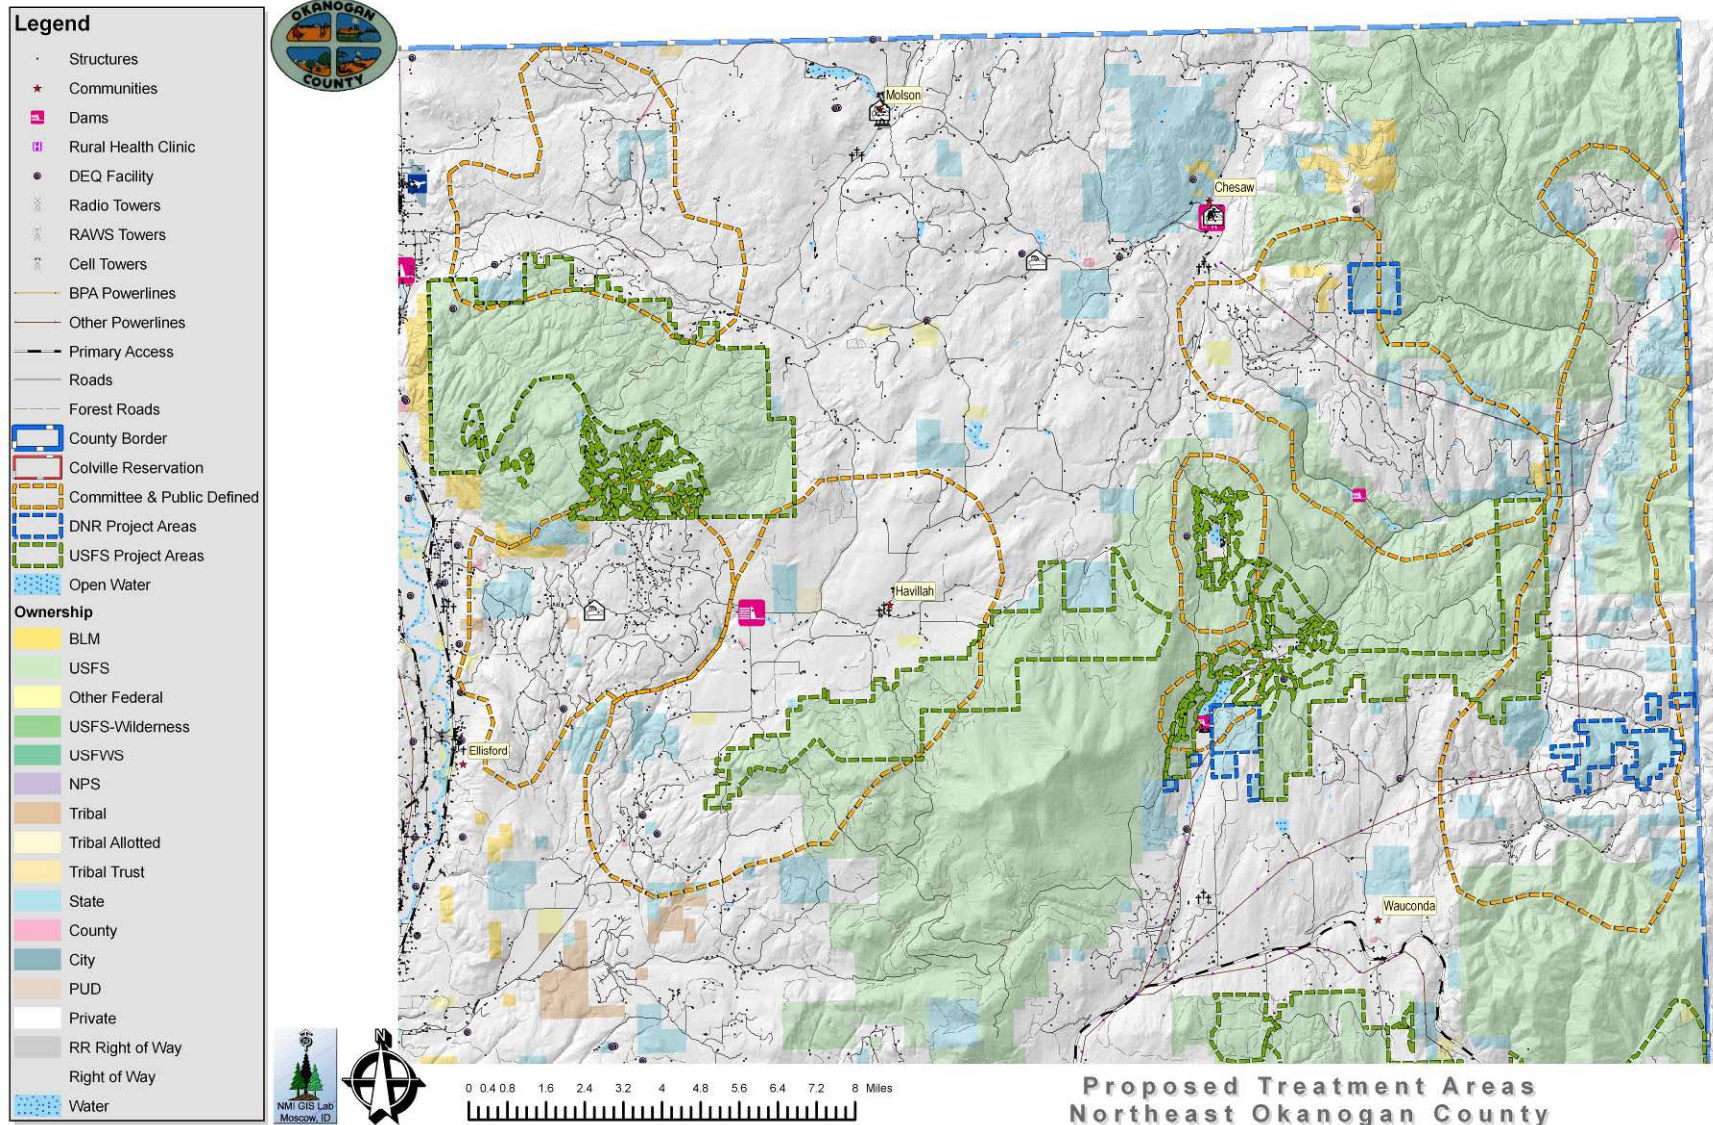 Legend
Structures
Communities
Dams
Rural Health Clinic
DEQ Facility
Radio Towers
RAWS Towers
Cell Towers
BPA Powerlines
Other Powerlines
Primary Access
Roads
Forest Roads
County Border
Colville Reservation
Committee & Public Defined
DNR Project Areas
USFS Project Areas
Open Water
Ownership
BLM
USFS
Other Federal
USFS-Wilderness
USFWS
NPS
Tribal
Tribal Allotted
Tribal Trust
State
County
City
PUD
Private
RR Right of Way
Right of Way
Water
OKANOGAN
COUNTY
Molson
Chesaw
Havillah
Ellisford
Wauconda
NMI GIS Lab
Moscow, ID
N
0 0.4 0.8 1.6 2.4 3.2 4 4.8 5.6 6.4 7.2 8 Miles
Proposed Treatment Areas
Northeast Okanogan County